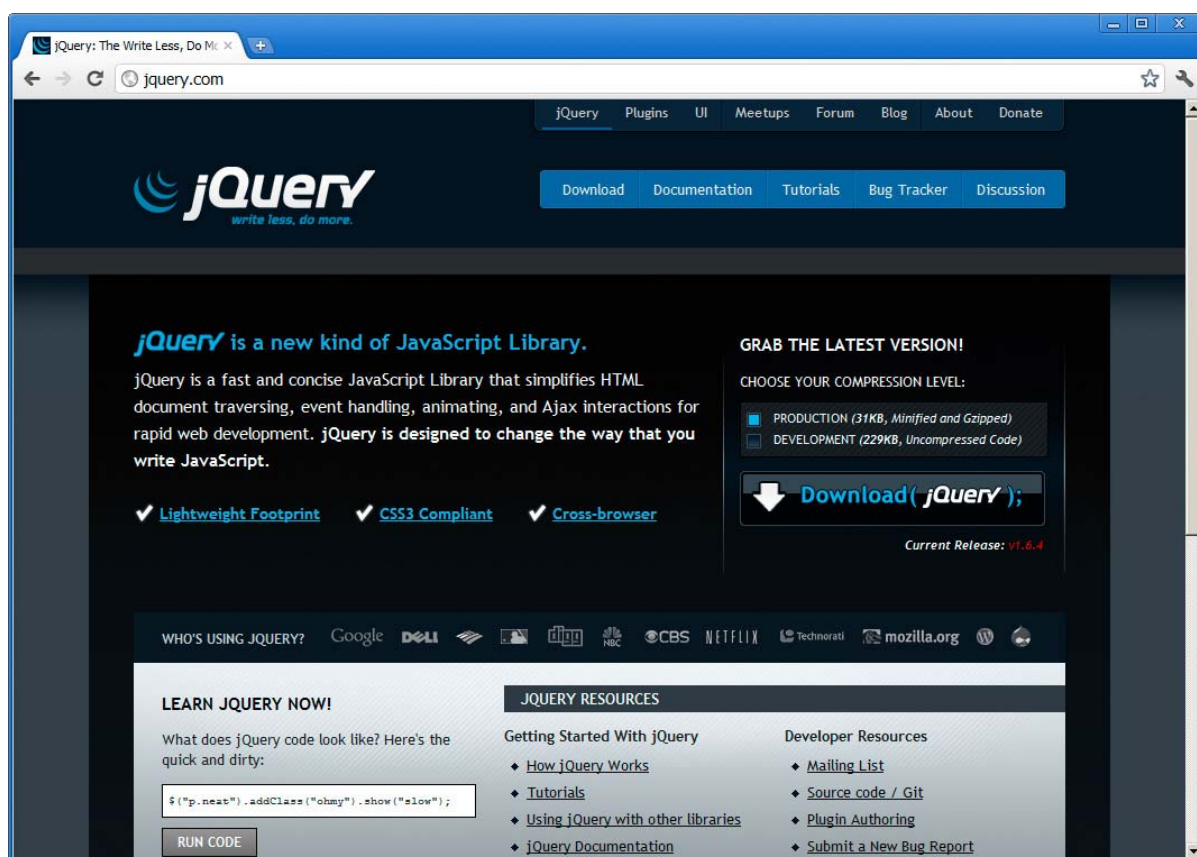 jQuery: The Write Less, Do Mo
jquery.com
jQuery Plugins UI Meetups Forum Blog About Donate
jQuery
write less, do more.
Download Documentation Tutorials Bug Tracker Discussion
jQuery is a new kind of JavaScript Library.
jQuery is a fast and concise JavaScript Library that simplifies HTML
document traversing, event handling, animating, and Ajax interactions for
rapid web development. jQuery is designed to change the way that you
write JavaScript.
Lightweight Footprint CSS3 Compliant Cross-browser
GRAB THE LATEST VERSION!
CHOOSE YOUR COMPRESSION LEVEL:
PRODUCTION (31KB, Minified and Gzipped)
DEVELOPMENT (229KB, Uncompressed Code)
Download( jQuery );
Current Release: v1.6.4
WHO'S USING JQUERY? Google DELL NBC CBS NETFLIX Technorati mozilla.org
LEARN JQUERY NOW!
What does jQuery code look like? Here's the
quick and dirty:
$("p.neat").addClass("ohmy").show("slow");
RUN CODE
JQUERY RESOURCES
Getting Started With jQuery
How jQuery Works
Tutorials
Using jQuery with other libraries
jQuery Documentation
Developer Resources
Mailing List
Source code / Git
Plugin Authoring
Submit a New Bug Report